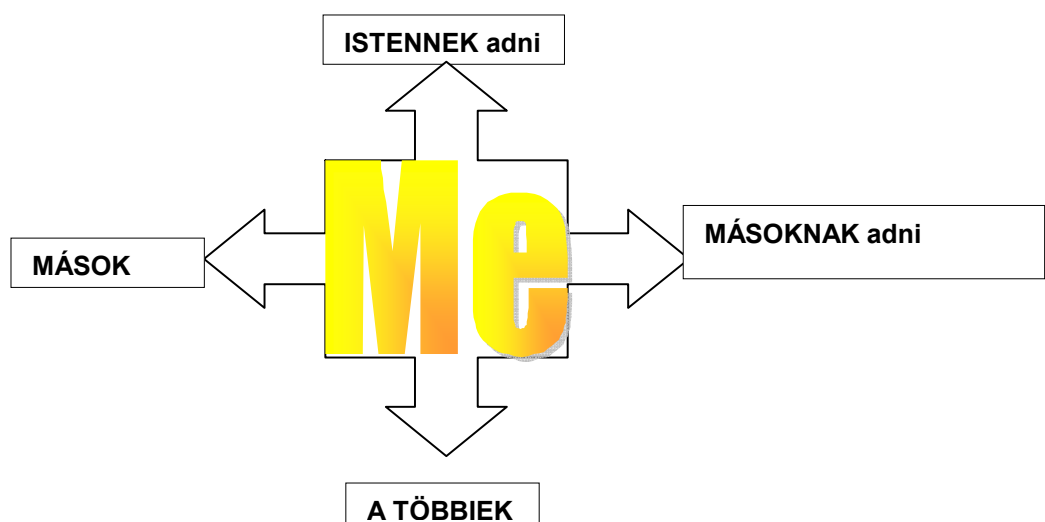 ISTENNEK adni
Me
MÁSOKNAK adni
MÁSOK
A TÖBBIEK